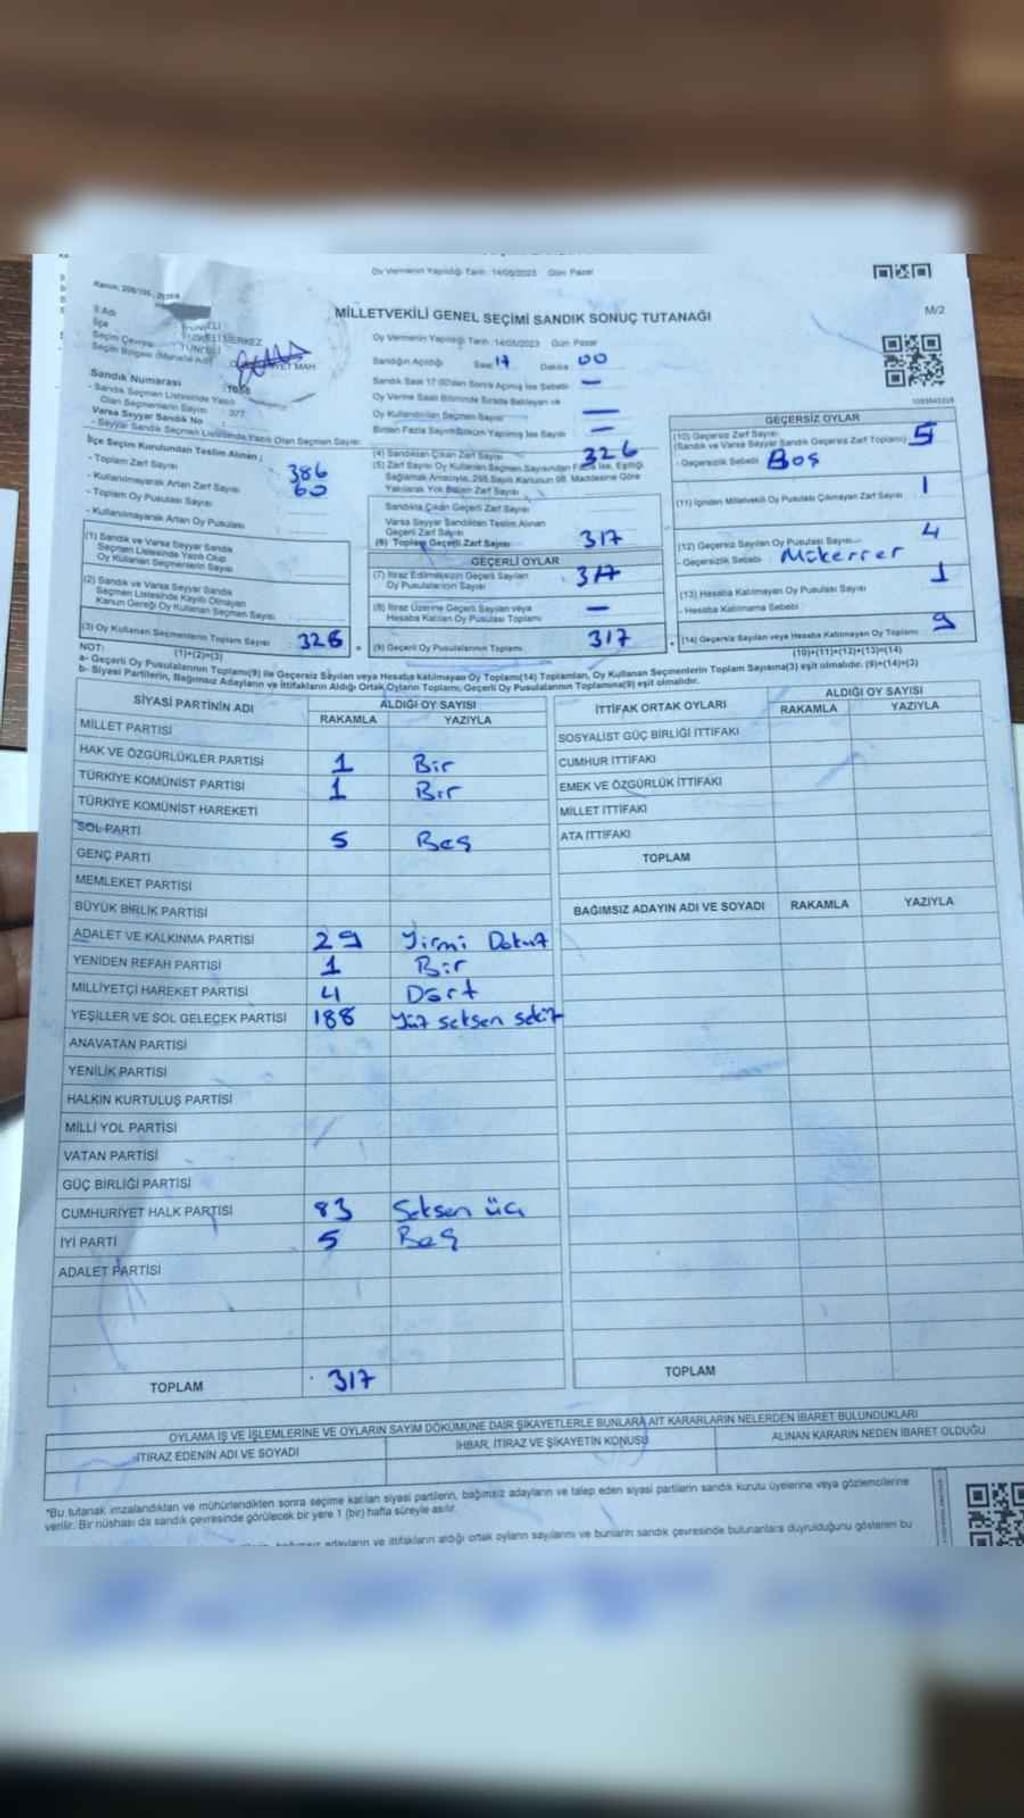 Oy Vermenin Yapıldığı Tarih: 14/05/2023 Gün: Pazar
MİLLETVEKİLİ GENEL SEÇİMİ SANDIK SONUÇ TUTANAĞI
M/2
İl Adı
İlçe
MERKEZ
Seçim Çevresi TUNCELİ
MAH.
Oy Vermenin Yapıldığı Tarih: 14/05/2023 Gün: Pazar
Sandığın Açıldığı Saat 17 Dakika 00
Sandık Numarası
- Sandık Seçmen Listesinde Yazılı
Olan Seçmenlerin Sayısı 377
Varsa Seyyar Sandık No
- Seyyar Sandık Seçmen Listesinde Yazılı Olan Seçmen Sayısı
Sandık Saat 17.00'den Sonra Açılmış İse Sebebi —
Oy Verme Saati Bitiminde Sırada Bekleyen ve
Oy Kullandırılan Seçmen Sayısı —
—
İlçe Seçim Kurulundan Teslim Alınan;
- Toplam Zarf Sayısı 386
- Kullanılmayarak Artan Zarf Sayısı 60
- Toplam Oy Pusulası Sayısı
- Kullanılmayarak Artan Oy Pusulası
(1) Sandık ve Varsa Seyyar Sandık
Seçmen Listesinde Yazılı Olup
Oy Kullanan Seçmenlerin Sayısı
(2) Sandık ve Varsa Seyyar Sandık
Seçmen Listesinde Kayıtlı Olmayan
Kanun Gereği Oy Kullanan Seçmen Sayısı
(3) Oy Kullanan Seçmenlerin Toplam Sayısı 326
(1)+(2)=(3)
(4) Sandıktan Çıkan Zarf Sayısı 326
(5) Zarf Sayısı Oy Kullanan Seçmen Sayısından Fazla İse, Eşitliği
Sağlamak Amacıyla, 298 Sayılı Kanunun 98. Maddesine Göre
Yakılarak Yok Edilen Zarf Sayısı
Sandıkta Çıkan Geçerli Zarf Sayısı
Varsa Seyyar Sandıktan Teslim Alınan
Geçerli Zarf Sayısı
(6) Toplam Geçerli Zarf Sayısı 317
GEÇERLİ OYLAR
(7) İtiraz Edilmeksizin Geçerli Sayılan
Oy Pusulalarının Sayısı 317
(8) İtiraz Üzerine Geçerli Sayılan veya
Hesaba Katılan Oy Pusulası Toplamı —
(9) Geçerli Oy Pusulalarının Toplamı 317
GEÇERSİZ OYLAR
(10) Geçersiz Zarf Sayısı
(Sandık ve Varsa Seyyar Sandık Geçersiz Zarf Toplamı) 5
- Geçersizlik Sebebi Boş
(11) İçinden Milletvekili Oy Pusulası Çıkmayan Zarf Sayısı 1
(12) Geçersiz Sayılan Oy Pusulası Sayısı 4
- Geçersizlik Sebebi Mükerrer
(13) Hesaba Katılmayan Oy Pusulası Sayısı 1
- Hesaba Katılmama Sebebi
(14) Geçersiz Sayılan veya Hesaba Katılmayan Oy Toplamı 9
(10)+(11)+(12)+(13)=(14)
NOT:
a- Geçerli Oy Pusulalarının Toplamı(9) ile Geçersiz Sayılan veya Hesaba katılmayan Oy Toplamı(14) Toplamları, Oy Kullanan Seçmenlerin Toplam Sayısına(3) eşit olmalıdır. (9)+(14)=(3)
b- Siyasi Partilerin, Bağımsız Adayların ve İttifakların Aldığı Ortak Oyların Toplamı, Geçerli Oy Pusulalarının Toplamına(9) eşit olmalıdır.
SİYASİ PARTİNİN ADI ALDIĞI OY SAYISI
RAKAMLA YAZIYLA
MİLLET PARTİSİ
HAK VE ÖZGÜRLÜKLER PARTİSİ 1 Bir
TÜRKİYE KOMÜNİST PARTİSİ 1 Bir
TÜRKİYE KOMÜNİST HAREKETİ
SOL PARTİ 5 Beş
GENÇ PARTİ
MEMLEKET PARTİSİ
BÜYÜK BİRLİK PARTİSİ
ADALET VE KALKINMA PARTİSİ 29 Yirmi Dokuz
YENİDEN REFAH PARTİSİ 1 Bir
MİLLİYETÇİ HAREKET PARTİSİ 4 Dört
YEŞİLLER VE SOL GELECEK PARTİSİ 188 Yüz seksen sekiz
ANAVATAN PARTİSİ
YENİLİK PARTİSİ
HALKIN KURTULUŞ PARTİSİ
MİLLİ YOL PARTİSİ
VATAN PARTİSİ
GÜÇ BİRLİĞİ PARTİSİ
CUMHURİYET HALK PARTİSİ 83 Seksen üç
İYİ PARTİ 5 Beş
ADALET PARTİSİ
TOPLAM 317
İTTİFAK ORTAK OYLARI ALDIĞI OY SAYISI
RAKAMLA YAZIYLA
SOSYALİST GÜÇ BİRLİĞİ İTTİFAKI
CUMHUR İTTİFAKI
EMEK VE ÖZGÜRLÜK İTTİFAKI
MİLLET İTTİFAKI
ATA İTTİFAKI
TOPLAM
BAĞIMSIZ ADAYIN ADI VE SOYADI RAKAMLA YAZIYLA
TOPLAM
OYLAMA İŞ VE İŞLEMLERİNE VE OYLARIN SAYIM DÖKÜMÜNE DAİR ŞİKAYETLERLE BUNLARA AİT KARARLARIN NELERDEN İBARET BULUNDUKLARI
İTİRAZ EDENİN ADI VE SOYADI İHBAR, İTİRAZ VE ŞİKAYETİN KONUSU ALINAN KARARIN NEDEN İBARET OLDUĞU
"Bu tutanak, imzalandıktan ve mühürlendikten sonra seçime katılan siyasi partilerin, bağımsız adayların ve talep eden siyasi partilerin sandık kurulu üyelerine veya gözlemcilerine
verilir. Bir nüshası da sandık çevresinde görülecek bir yere 1 (bir) hafta süreyle asılır.
adayların ve ittifakların aldığı ortak oyların sayılarını ve bunların sandık çevresinde bulunanlara duyurulduğunu gösteren bu